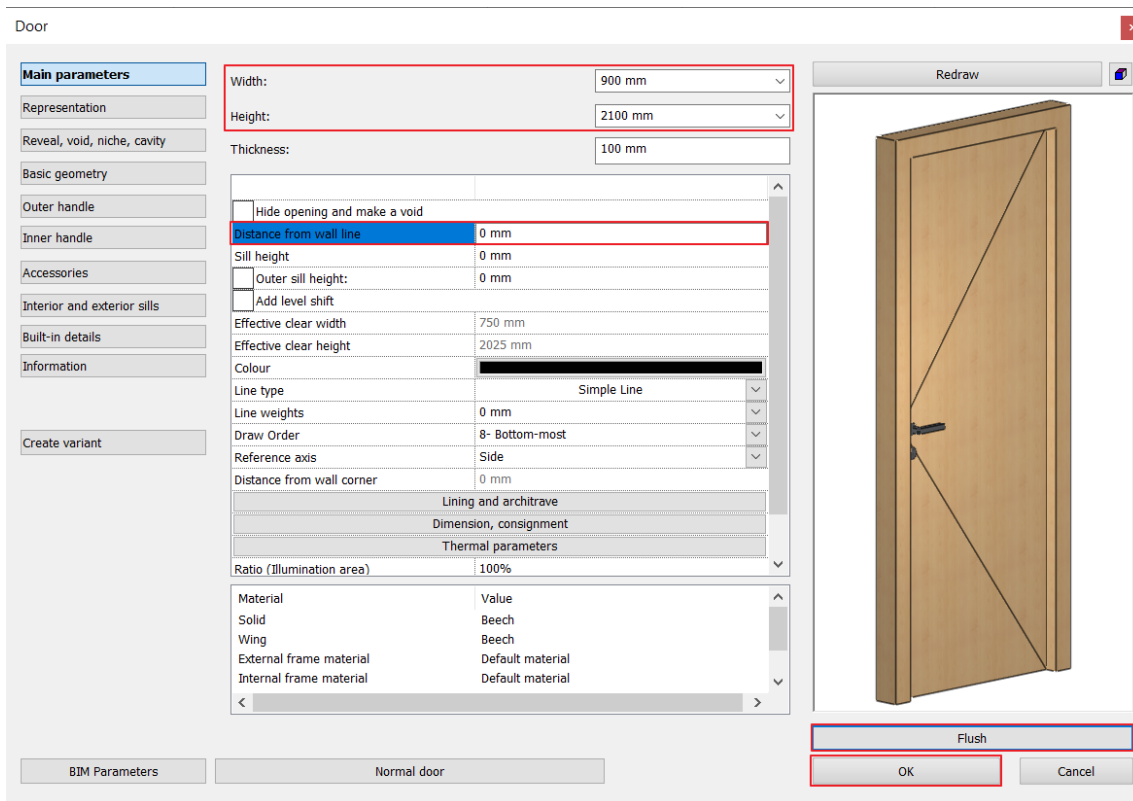 Door
Main parameters
Representation
Reveal, void, niche, cavity
Basic geometry
Outer handle
Inner handle
Accessories
Interior and exterior sills
Built-in details
Information
Create variant
Width: 900 mm
Height: 2100 mm
Thickness: 100 mm
Hide opening and make a void
Distance from wall line 0 mm
Sill height 0 mm
Outer sill height: 0 mm
Add level shift
Effective clear width 750 mm
Effective clear height 2025 mm
Colour
Line type Simple Line
Line weights 0 mm
Draw Order 8- Bottom-most
Reference axis Side
Distance from wall corner 0 mm
Lining and architrave
Dimension, consignment
Thermal parameters
Ratio (Illumination area) 100%
Material Value
Solid Beech
Wing Beech
External frame material Default material
Internal frame material Default material
Redraw
Flush
BIM Parameters
Normal door
OK
Cancel